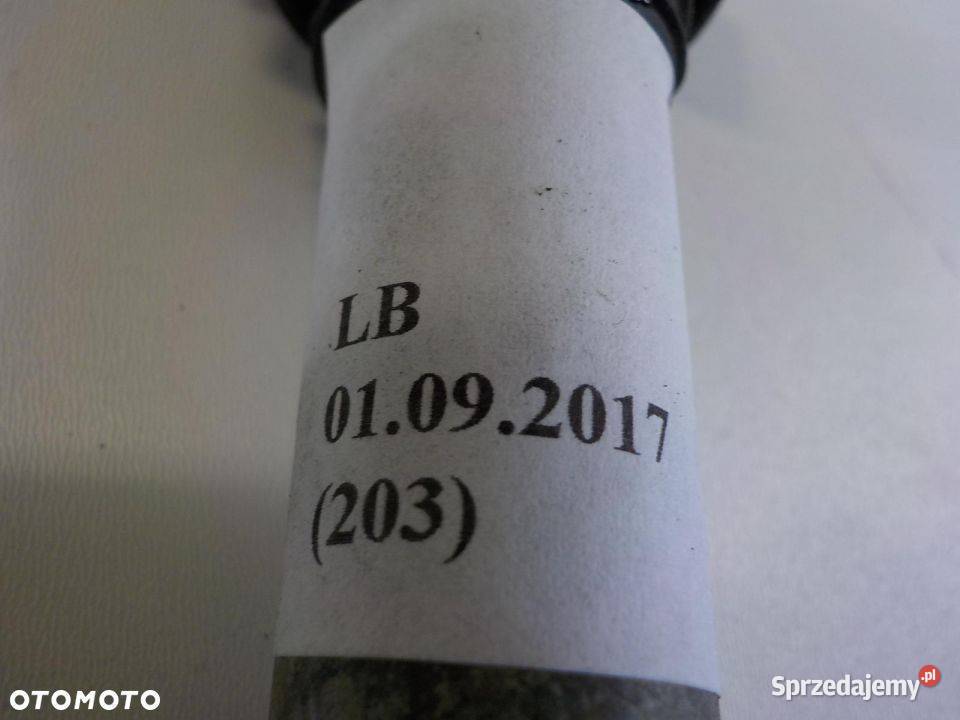 LB
01.09.2017
(203)
OTOMOTO
Sprzedajemy.pl